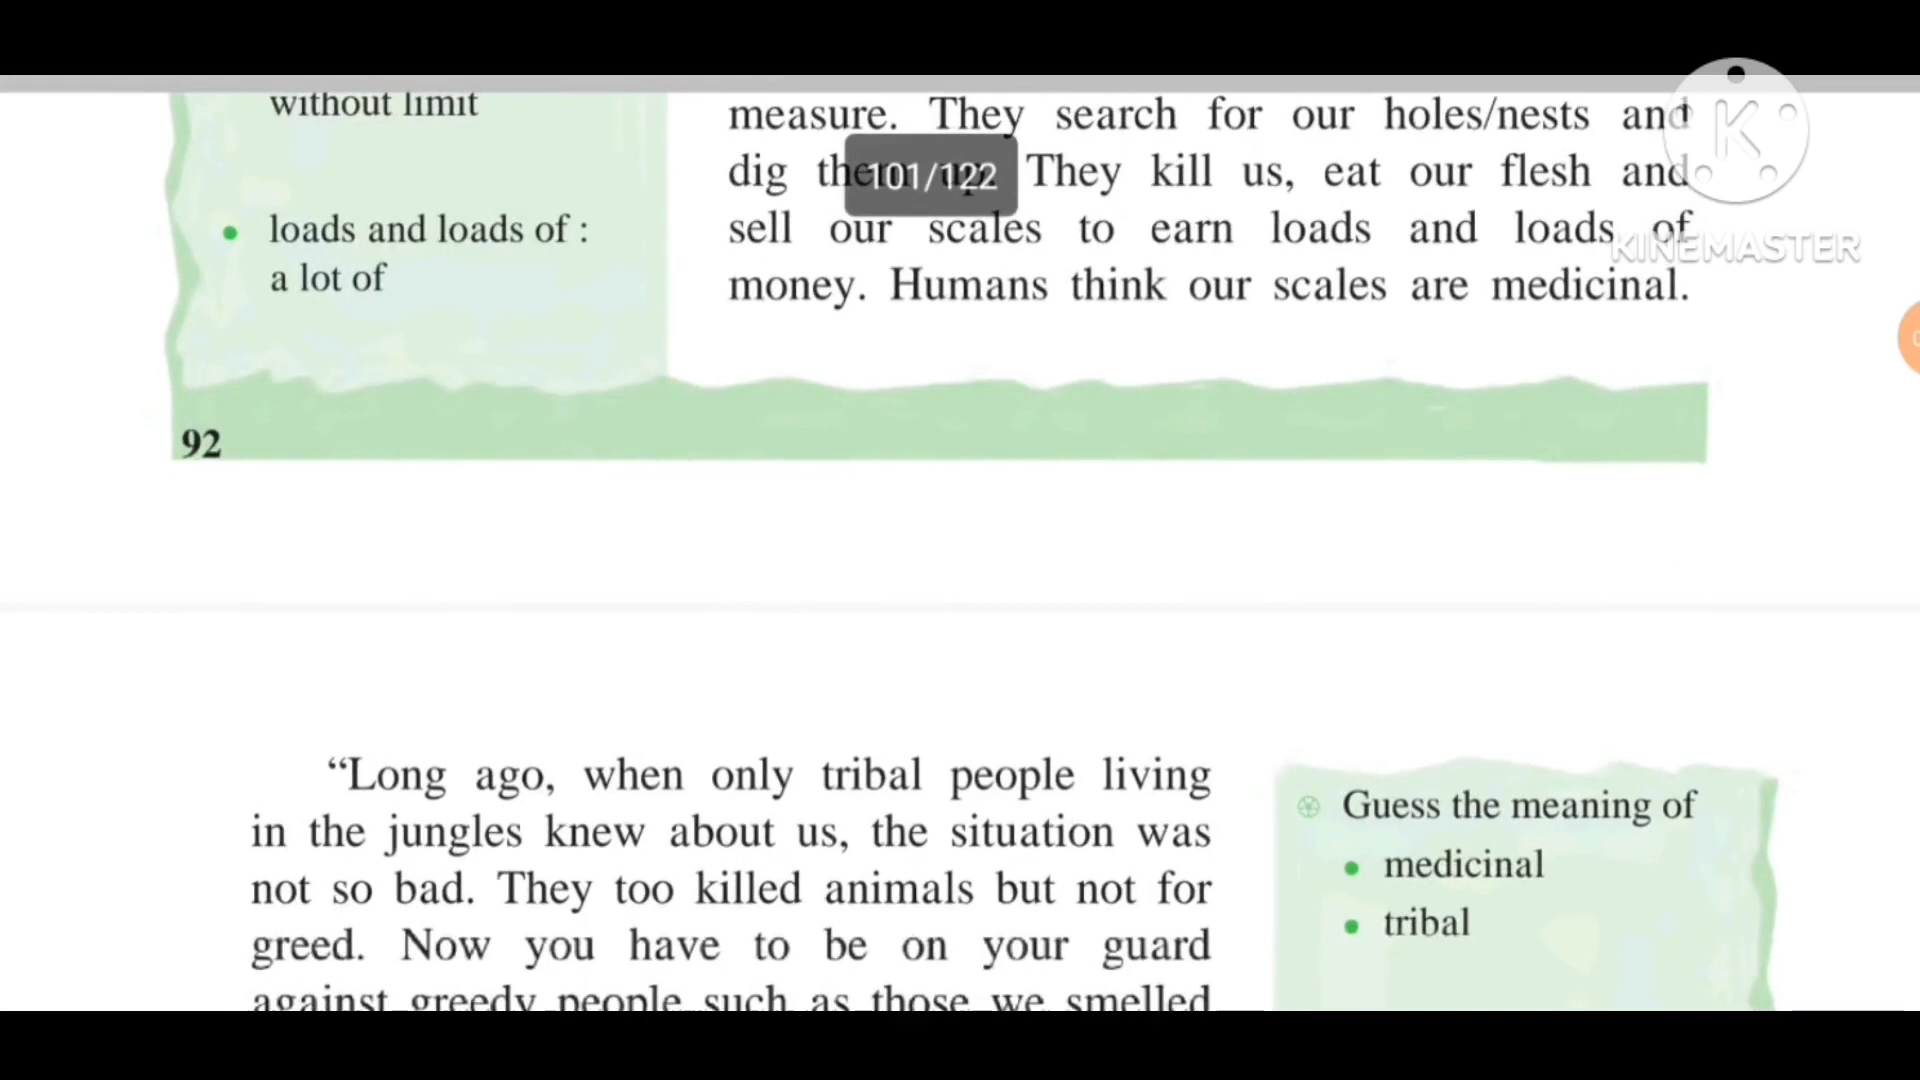 without limit
• loads and loads of :
a lot of
measure. They search for our holes/nests and
dig them up. They kill us, eat our flesh and
sell our scales to earn loads and loads of
money. Humans think our scales are medicinal.
101/122
K
KINEMASTER
92
“Long ago, when only tribal people living
in the jungles knew about us, the situation was
not so bad. They too killed animals but not for
greed. Now you have to be on your guard
against greedy people such as those we smelled
Guess the meaning of
• medicinal
• tribal